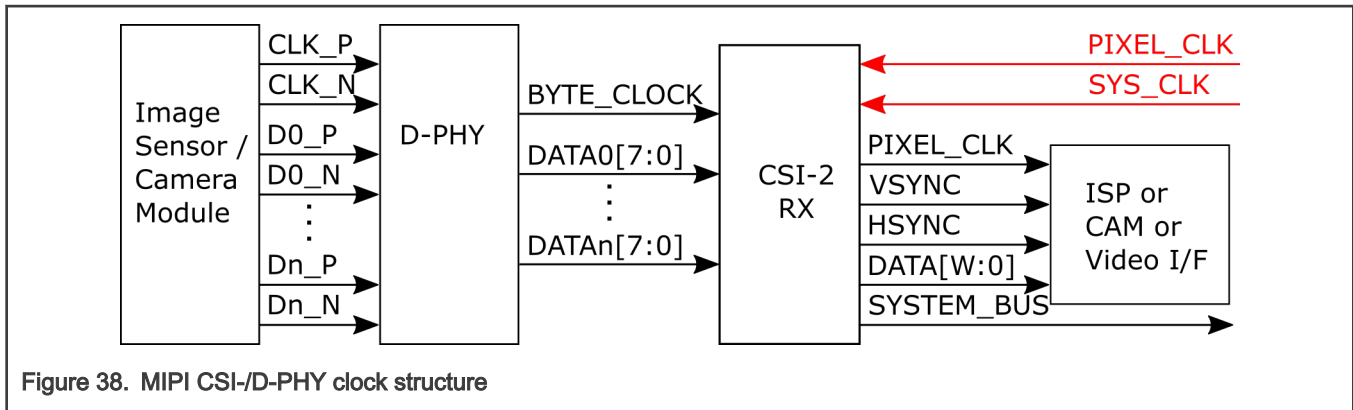 Image
Sensor /
Camera
Module
CLK_P
CLK_N
D0_P
D0_N
Dn_P
Dn_N
D-PHY
BYTE_CLOCK
DATA0[7:0]
DATAn[7:0]
CSI-2
RX
PIXEL_CLK
SYS_CLK
PIXEL_CLK
VSYNC
HSYNC
DATA[W:0]
SYSTEM_BUS
ISP or
CAM or
Video I/F
Figure 38. MIPI CSI-/D-PHY clock structure